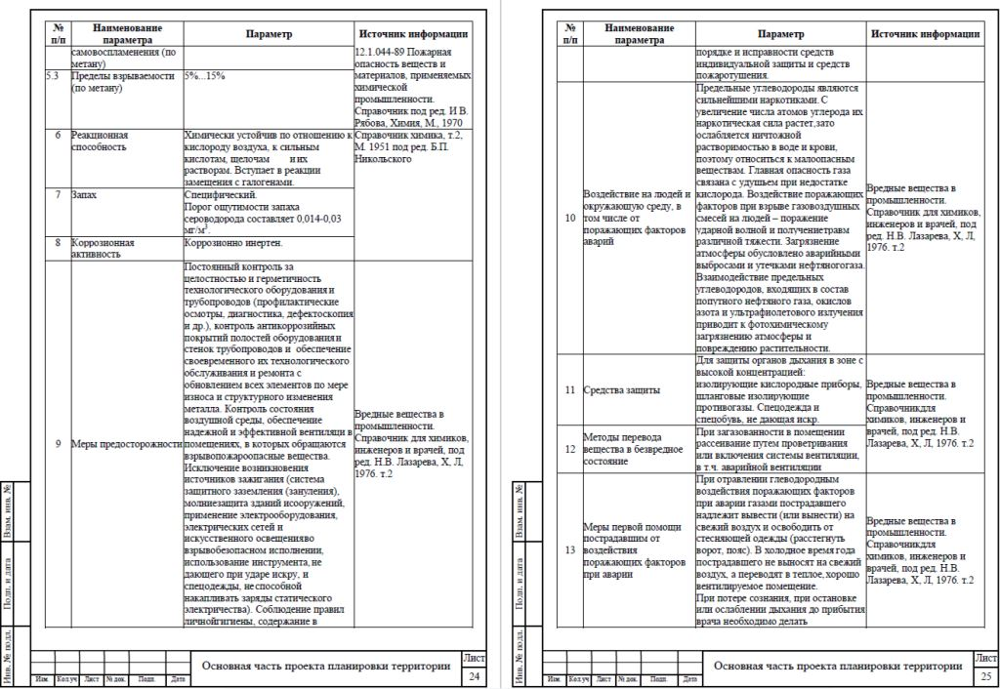 № п/п
Наименование параметра
Параметр
Источник информации
самовоспламенения (по
метану)
12.1.044-89 Пожарная
опасность веществ и
материалов, применяемых
химической
промышленности.
Справочник под ред. И В.
Рябова, Химия, М., 1970
5.3
Пределы взрываемости
(по метану)
5%...15%
6
Реакционная
способность
Химически устойчив по отношению к
кислороду воздуха, к сильным
кислотам, щелочам и их
растворам. Вступает в реакции
замещения с галогенами.
Справочник химика, т.2,
М. 1951 под ред. Б.П.
Никольского
7
Запах
Специфический.
Порог ощутимости запаха
сероводорода составляет 0,014-0,03
мг/м3.
8
Коррозионная
активность
Коррозионно инертен.
9
Меры предосторожности
Постоянный контроль за
целостностью и герметичность
технологического оборудования и
трубопроводов (профилактические
осмотры, диагностика, дефектоскопия
и др.), контроль антикоррозийных
покрытий полостей оборудования и
стенок трубопроводов и обеспечение
своевременного их технологического
обслуживания и ремонта с
обновлением всех элементов по мере
износа и структурного изменения
металла. Контроль состояния
воздушной среды, обеспечение
надежной и эффективной вентиляци в
помещениях, в которых обращаются
взрывопожароопасные вещества.
Исключение возникновения
источников зажигания (система
защитного заземления (зануления),
молниезащита зданий исооружений,
применение электрооборудования,
электрических сетей и
искусственного освещенияво
взрывобезопасном исполнении,
использование инструмента, не
дающего при ударе искру, и
спецодежды, неспособной
накапливать заряды статического
электричества). Соблюдение правил
личнойгигиены, содержание в
Вредные вещества в
промышленности.
Справочник для химиков,
инженеров и врачей, под
ред. Н.В. Лазарева, Х, Л,
1976. т.2
Взам. инв. №
Подп. и дата
Инв. № подл.
Изм. Кол.уч Лист № док. Подп. Дата
Основная часть проекта планировки территории
Лист
24
№ п/п
Наименование параметра
Параметр
Источник информации
порядке и исправности средств
индивидуальной защиты и средств
пожаротушения.
10
Воздействие на людей и
окружающую среду, в
том числе от
поражающих факторов
аварий
Предельные углеводороды являются
сильнейшими наркотиками. С
увеличение числа атомов углерода их
наркотическая сила растет,зато
ослабляется ничтожной
растворимостью в воде и крови,
поэтому относиться к малоопасным
веществам. Главная опасность газа
связана с удушьем при недостатке
кислорода. Воздействие поражающих
факторов при взрыве газовоздушных
смесей на людей – поражение
ударной волной и получениетравм
различной тяжести. Загрязнение
атмосферы обусловлено аварийными
выбросами и утечками нефтяногогаза.
Взаимодействие предельных
углеводородов, входящих в состав
попутного нефтяного газа, окислов
азота и ультрафиолетового излучения
приводит к фотохимическому
загрязнению атмосферы и
повреждению растительности.
Вредные вещества в
промышленности.
Справочник для химиков,
инженеров и врачей, под
ред. Н.В. Лазарева, Х, Л,
1976. т.2
11
Средства защиты
Для защиты органов дыхания в зоне с
высокой концентрацией:
изолирующие кислородные приборы,
шланговые изолирующие
противогазы. Спецодежда и
спецобувь, не дающая искр.
Вредные вещества в
промышленности.
Справочникдля
химиков, инженеров и
врачей, под ред. Н.В.
Лазарева, Х, Л, 1976. т.2
12
Методы перевода
вещества в безвредное
состояние
При загазованности в помещении
рассеивание путем проветривания
или включения системы вентиляции,
в т.ч. аварийной вентиляции
13
Меры первой помощи
пострадавшим от
воздействия
поражающих факторов
при аварии
При отравлении глеводородным
воздействия поражающих факторов
при аварии газами пострадавшего
надлежит вывести (или вынести) на
свежий воздух и освободить от
стесняющей одежды (расстегнуть
ворот, пояс). В холодное время года
пострадавшего не выносят на свежий
воздух, а переводят в теплое, хорошо
вентилируемое помещение.
При потере сознания, при остановке
или ослаблении дыхания до прибытия
врача необходимо делать
Вредные вещества в
промышленности.
Справочникдля
химиков, инженеров и
врачей, под ред. Н.В.
Лазарева, Х, Л, 1976. т.2
Взам. инв. №
Подп. и дата
Инв. № подл.
Изм. Кол.уч Лист № док. Подп. Дата
Основная часть проекта планировки территории
Лист
25